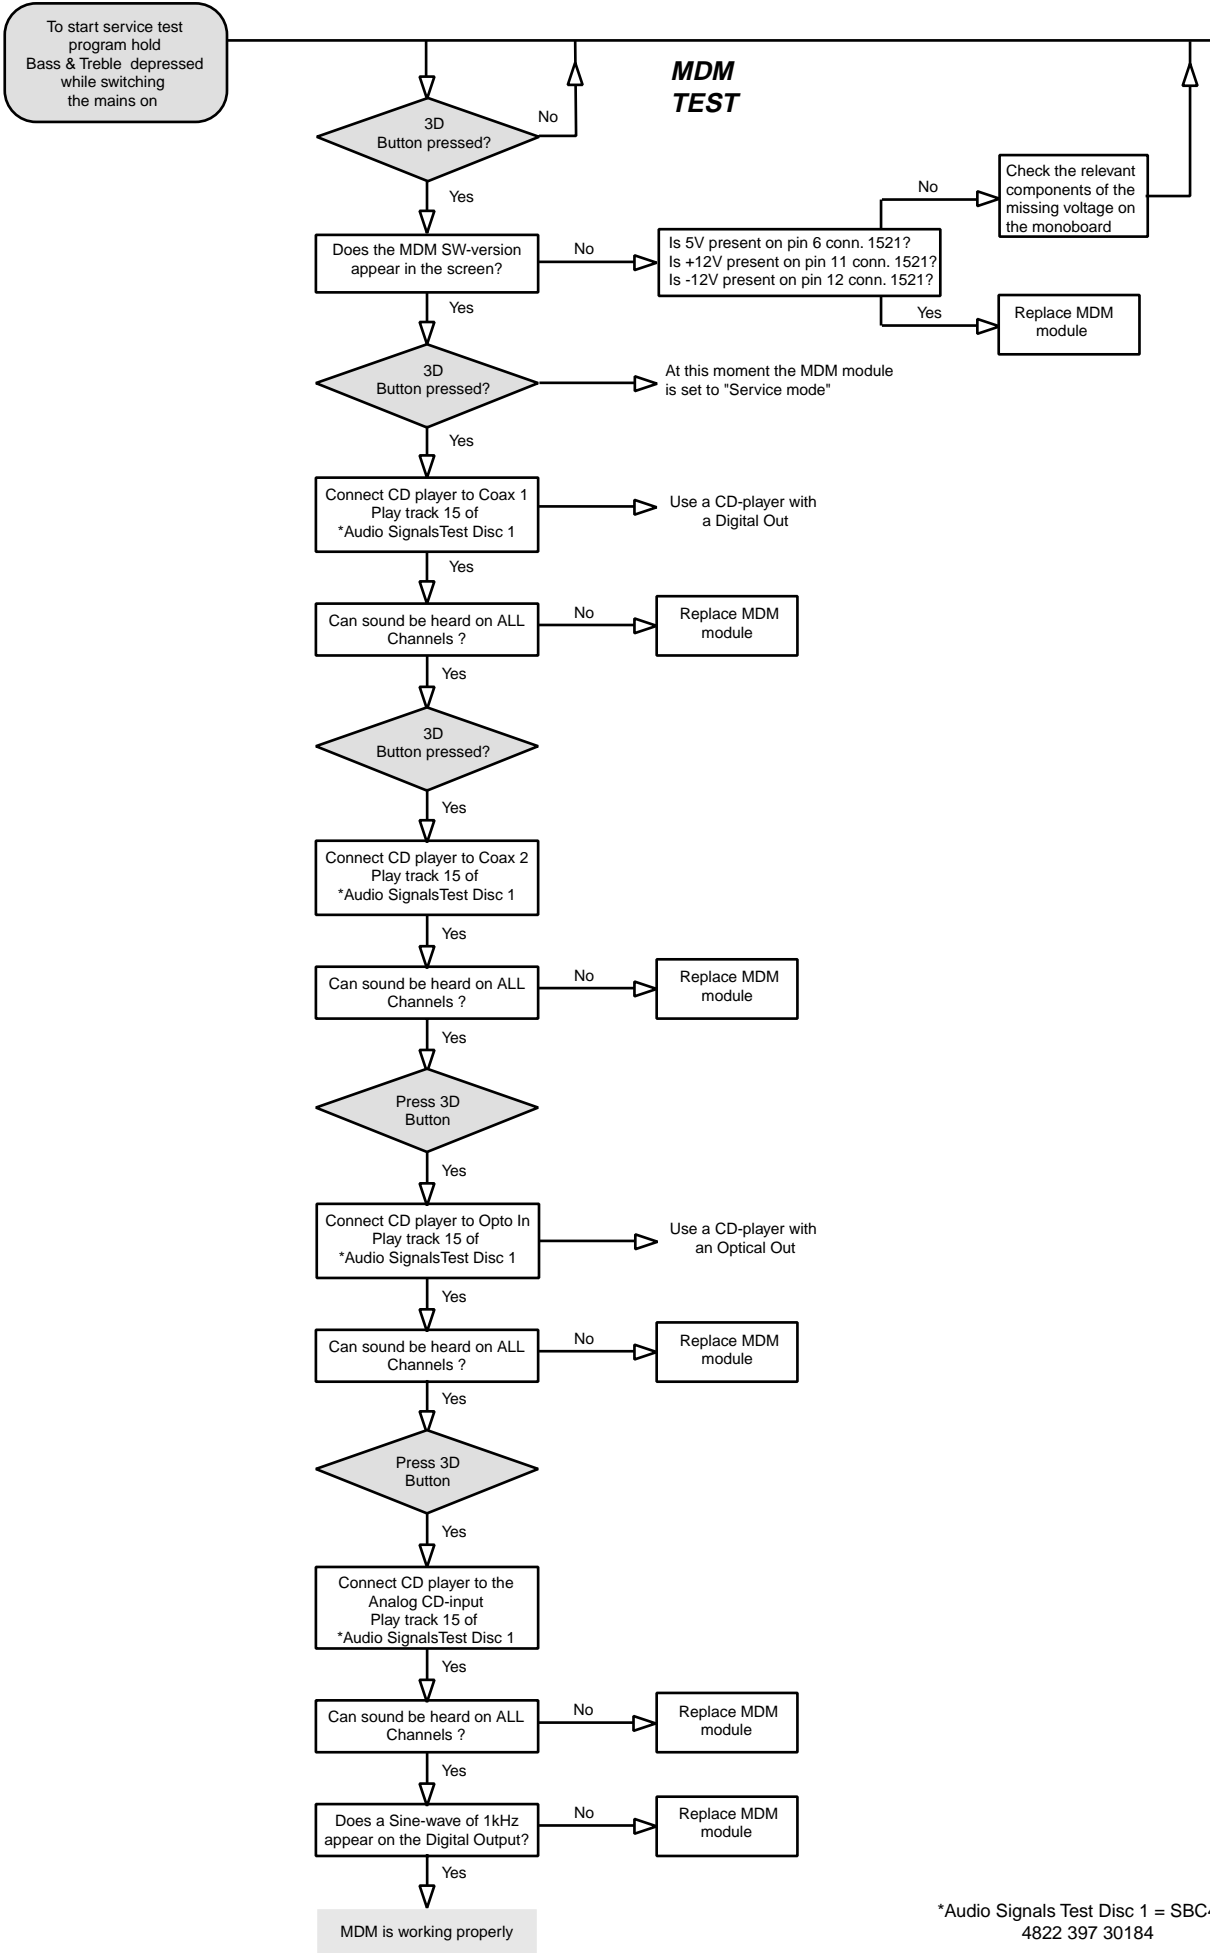 To start service test
program hold
Bass & Treble depressed
while switching
the mains on
MDM
TEST
3D
Button pressed?
No
Yes
Does the MDM SW-version
appear in the screen?
No
Is 5V present on pin 6 conn. 1521?
Is +12V present on pin 11 conn. 1521?
Is -12V present on pin 12 conn. 1521?
No
Check the relevant
components of the
missing voltage on
the monoboard
Yes
Replace MDM
module
Yes
3D
Button pressed?
At this moment the MDM module
is set to "Service mode"
Yes
Connect CD player to Coax 1
Play track 15 of
*Audio SignalsTest Disc 1
Use a CD-player with
a Digital Out
Yes
Can sound be heard on ALL
Channels ?
No
Replace MDM
module
Yes
3D
Button pressed?
Yes
Connect CD player to Coax 2
Play track 15 of
*Audio SignalsTest Disc 1
Yes
Can sound be heard on ALL
Channels ?
No
Replace MDM
module
Yes
Press 3D
Button
Yes
Connect CD player to Opto In
Play track 15 of
*Audio SignalsTest Disc 1
Use a CD-player with
an Optical Out
Yes
Can sound be heard on ALL
Channels ?
No
Replace MDM
module
Yes
Press 3D
Button
Yes
Connect CD player to the
Analog CD-input
Play track 15 of
*Audio SignalsTest Disc 1
Yes
Can sound be heard on ALL
Channels ?
No
Replace MDM
module
Yes
Does a Sine-wave of 1kHz
appear on the Digital Output?
No
Replace MDM
module
Yes
MDM is working properly
*Audio Signals Test Disc 1 =
4822 397 30184